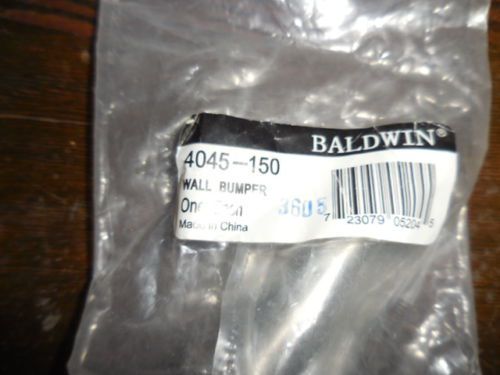 BALDWIN®
4045-150
WALL BUMPER
One Each 3605
Made in China
7 23079 05204 5